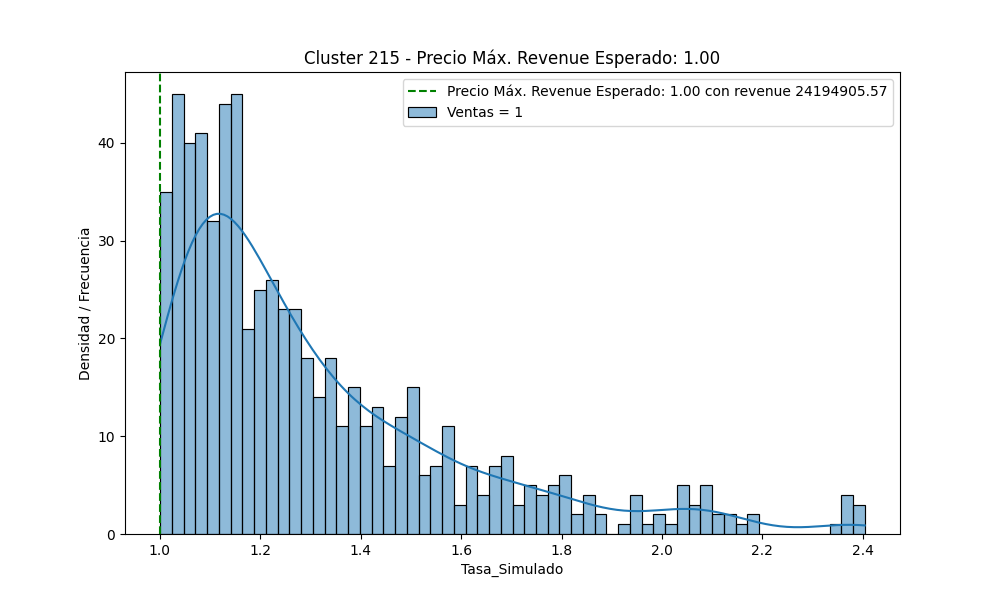 Cluster 215 - Precio Máx. Revenue Esperado: 1.00
Precio Máx. Revenue Esperado: 1.00 con revenue 24194905.57
Ventas = 1
Densidad / Frecuencia
40
30
20
10
0
1.0 1.2 1.4 1.6 1.8 2.0 2.2 2.4
Tasa_Simulado